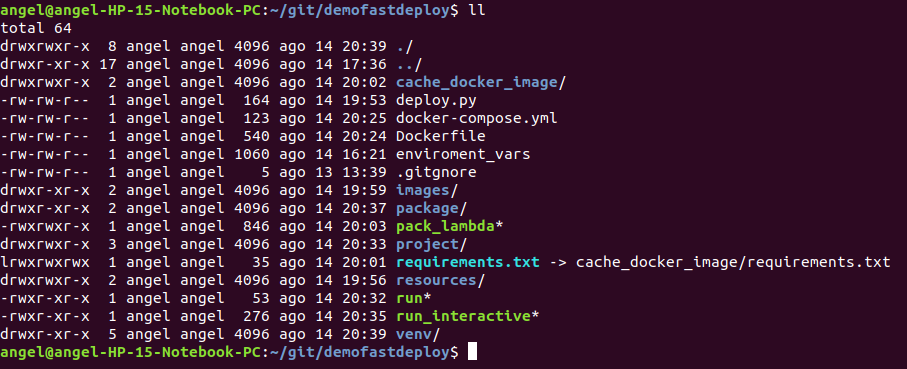 angel@angel-HP-15-Notebook-PC:~/git/demofastdeploy$ ll
total 64
drwxrwxr-x  8 angel angel 4096 ago 14 20:39 ./
drwxr-xr-x 17 angel angel 4096 ago 14 17:36 ../
drwxrwxr-x  2 angel angel 4096 ago 14 20:02 cache_docker_image/
-rw-rw-r--  1 angel angel  164 ago 14 19:53 deploy.py
-rw-rw-r--  1 angel angel  123 ago 14 20:25 docker-compose.yml
-rw-rw-r--  1 angel angel  540 ago 14 20:24 Dockerfile
-rw-rw-r--  1 angel angel 1060 ago 14 16:21 enviroment_vars
-rw-rw-r--  1 angel angel    5 ago 13 13:39 .gitgnore
drwxr-xr-x  2 angel angel 4096 ago 14 19:59 images/
drwxr-xr-x  2 angel angel 4096 ago 14 20:37 package/
-rwxrwxr-x  1 angel angel  846 ago 14 20:03 pack_lambda*
drwxrwxr-x  3 angel angel 4096 ago 14 20:33 project/
lrwxrwxrwx  1 angel angel   35 ago 14 20:01 requirements.txt -> cache_docker_image/requirements.txt
drwxr-xr-x  2 angel angel 4096 ago 14 19:56 resources/
-rwxr-xr-x  1 angel angel   53 ago 14 20:32 run*
-rwxr-xr-x  1 angel angel  276 ago 14 20:35 run_interactive*
drwxr-xr-x  5 angel angel 4096 ago 14 20:39 venv/
angel@angel-HP-15-Notebook-PC:~/git/demofastdeploy$